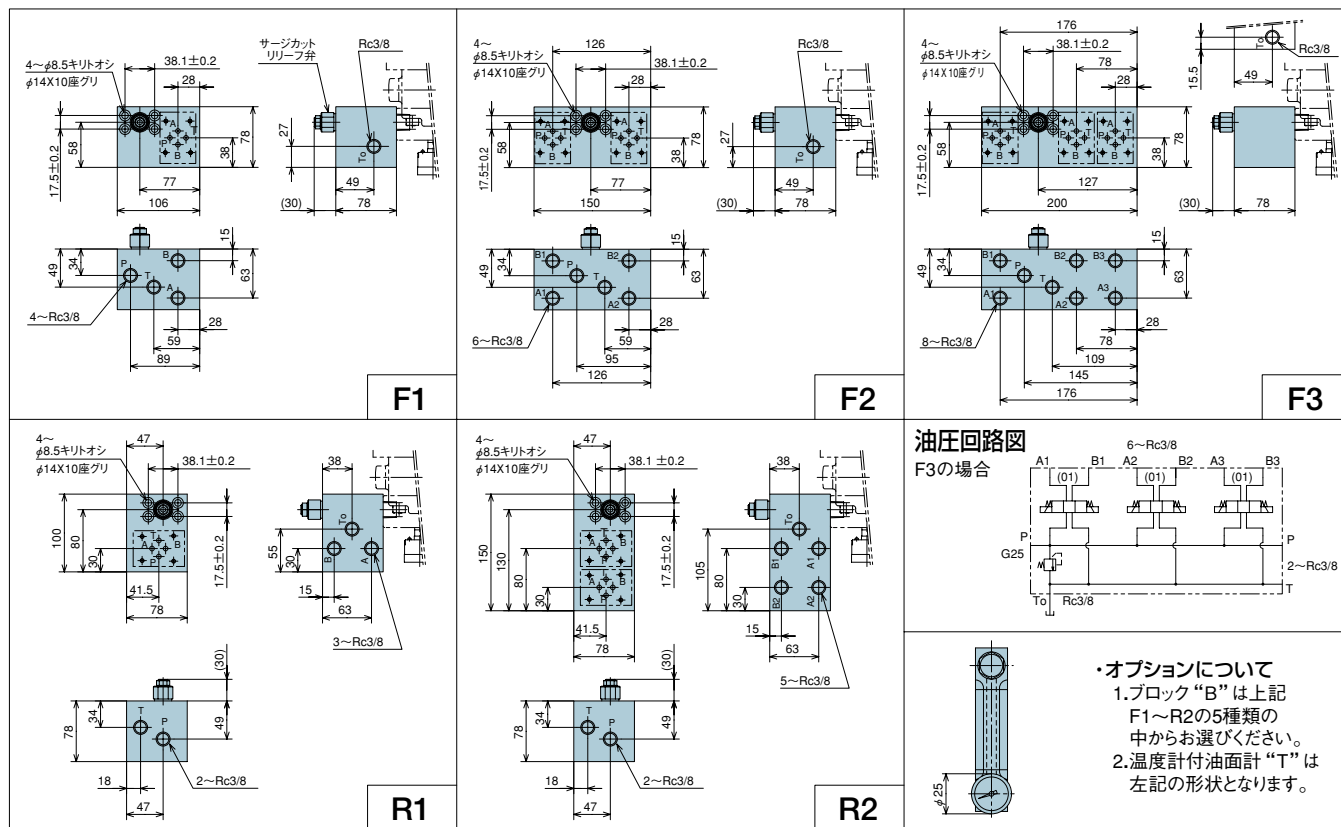 4～φ8.5キリトオシ
φ14X10座グリ
38.1±0.2
28
17.5±0.2
58
A
T
P
B
38
78
77
106
サージカット
リリーフ弁
Rc3/8
27
To
49
(30)
78
49
34
P
B
T
A
15
63
4～Rc3/8
28
59
89
F1
4～
φ8.5キリトオシ
φ14X10座グリ
126
38.1±0.2
28
17.5±0.2
58
A
P
B
A
T
P
B
38
78
77
150
Rc3/8
27
To
49
(30)
78
49
34
B1
P
B2
T
A1
A2
15
63
6～Rc3/8
28
59
95
126
F2
4～
φ8.5キリトオシ
φ14X10座グリ
176
38.1±0.2
78
28
17.5±0.2
58
A
P
B
A
T
P
B
A
T
P
B
38
78
127
200
15.5
To
Rc3/8
49
(30)
78
49
34
B1
P
B2
B3
T
A1
A2
A3
15
63
8～Rc3/8
28
78
109
145
176
F3
47
4～
φ8.5キリトオシ
φ14X10座グリ
38.1±0.2
100
80
30
T
A
B
P
17.5±0.2
41.5
78
38
To
55
30
B
A
15
63
3～Rc3/8
(30)
78
34
T
P
49
18
2～Rc3/8
47
R1
47
4～
φ8.5キリトオシ
φ14X10座グリ
38.1±0.2
150
130
80
30
T
A
B
P
T
A
B
P
17.5±0.2
41.5
78
38
To
105
80
30
B1
A1
B2
A2
15
63
5～Rc3/8
(30)
78
34
T
P
49
18
2～Rc3/8
47
R2
油圧回路図
F3の場合
6～Rc3/8
A1
B1
A2
B2
A3
B3
(01)
(01)
(01)
P
P
G25
2～Rc3/8
T
To
Rc3/8
φ25
・オプションについて
1.ブロック“B”は上記
F1～R2の5種類の
中からお選びください。
2.温度計付油面計“T”は
左記の形状となります。